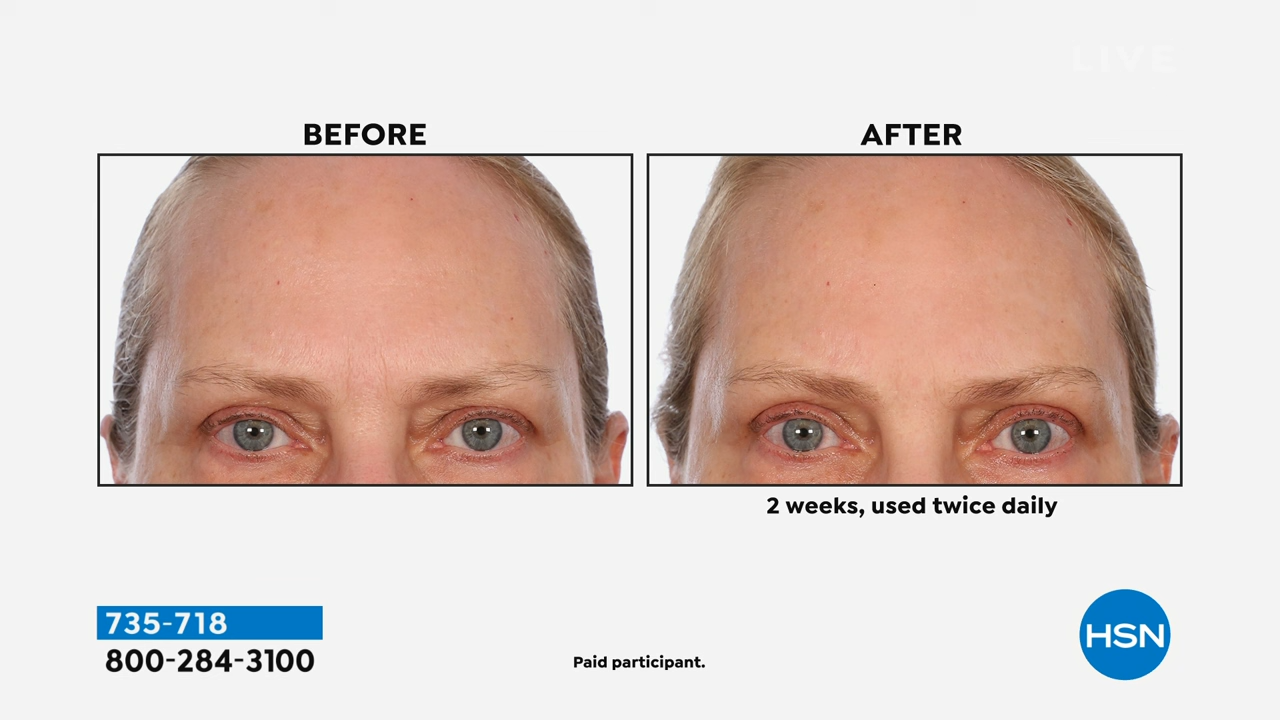 LIVE
BEFORE
AFTER
2 weeks, used twice daily
735-718
800-284-3100
Paid participant.
HSN